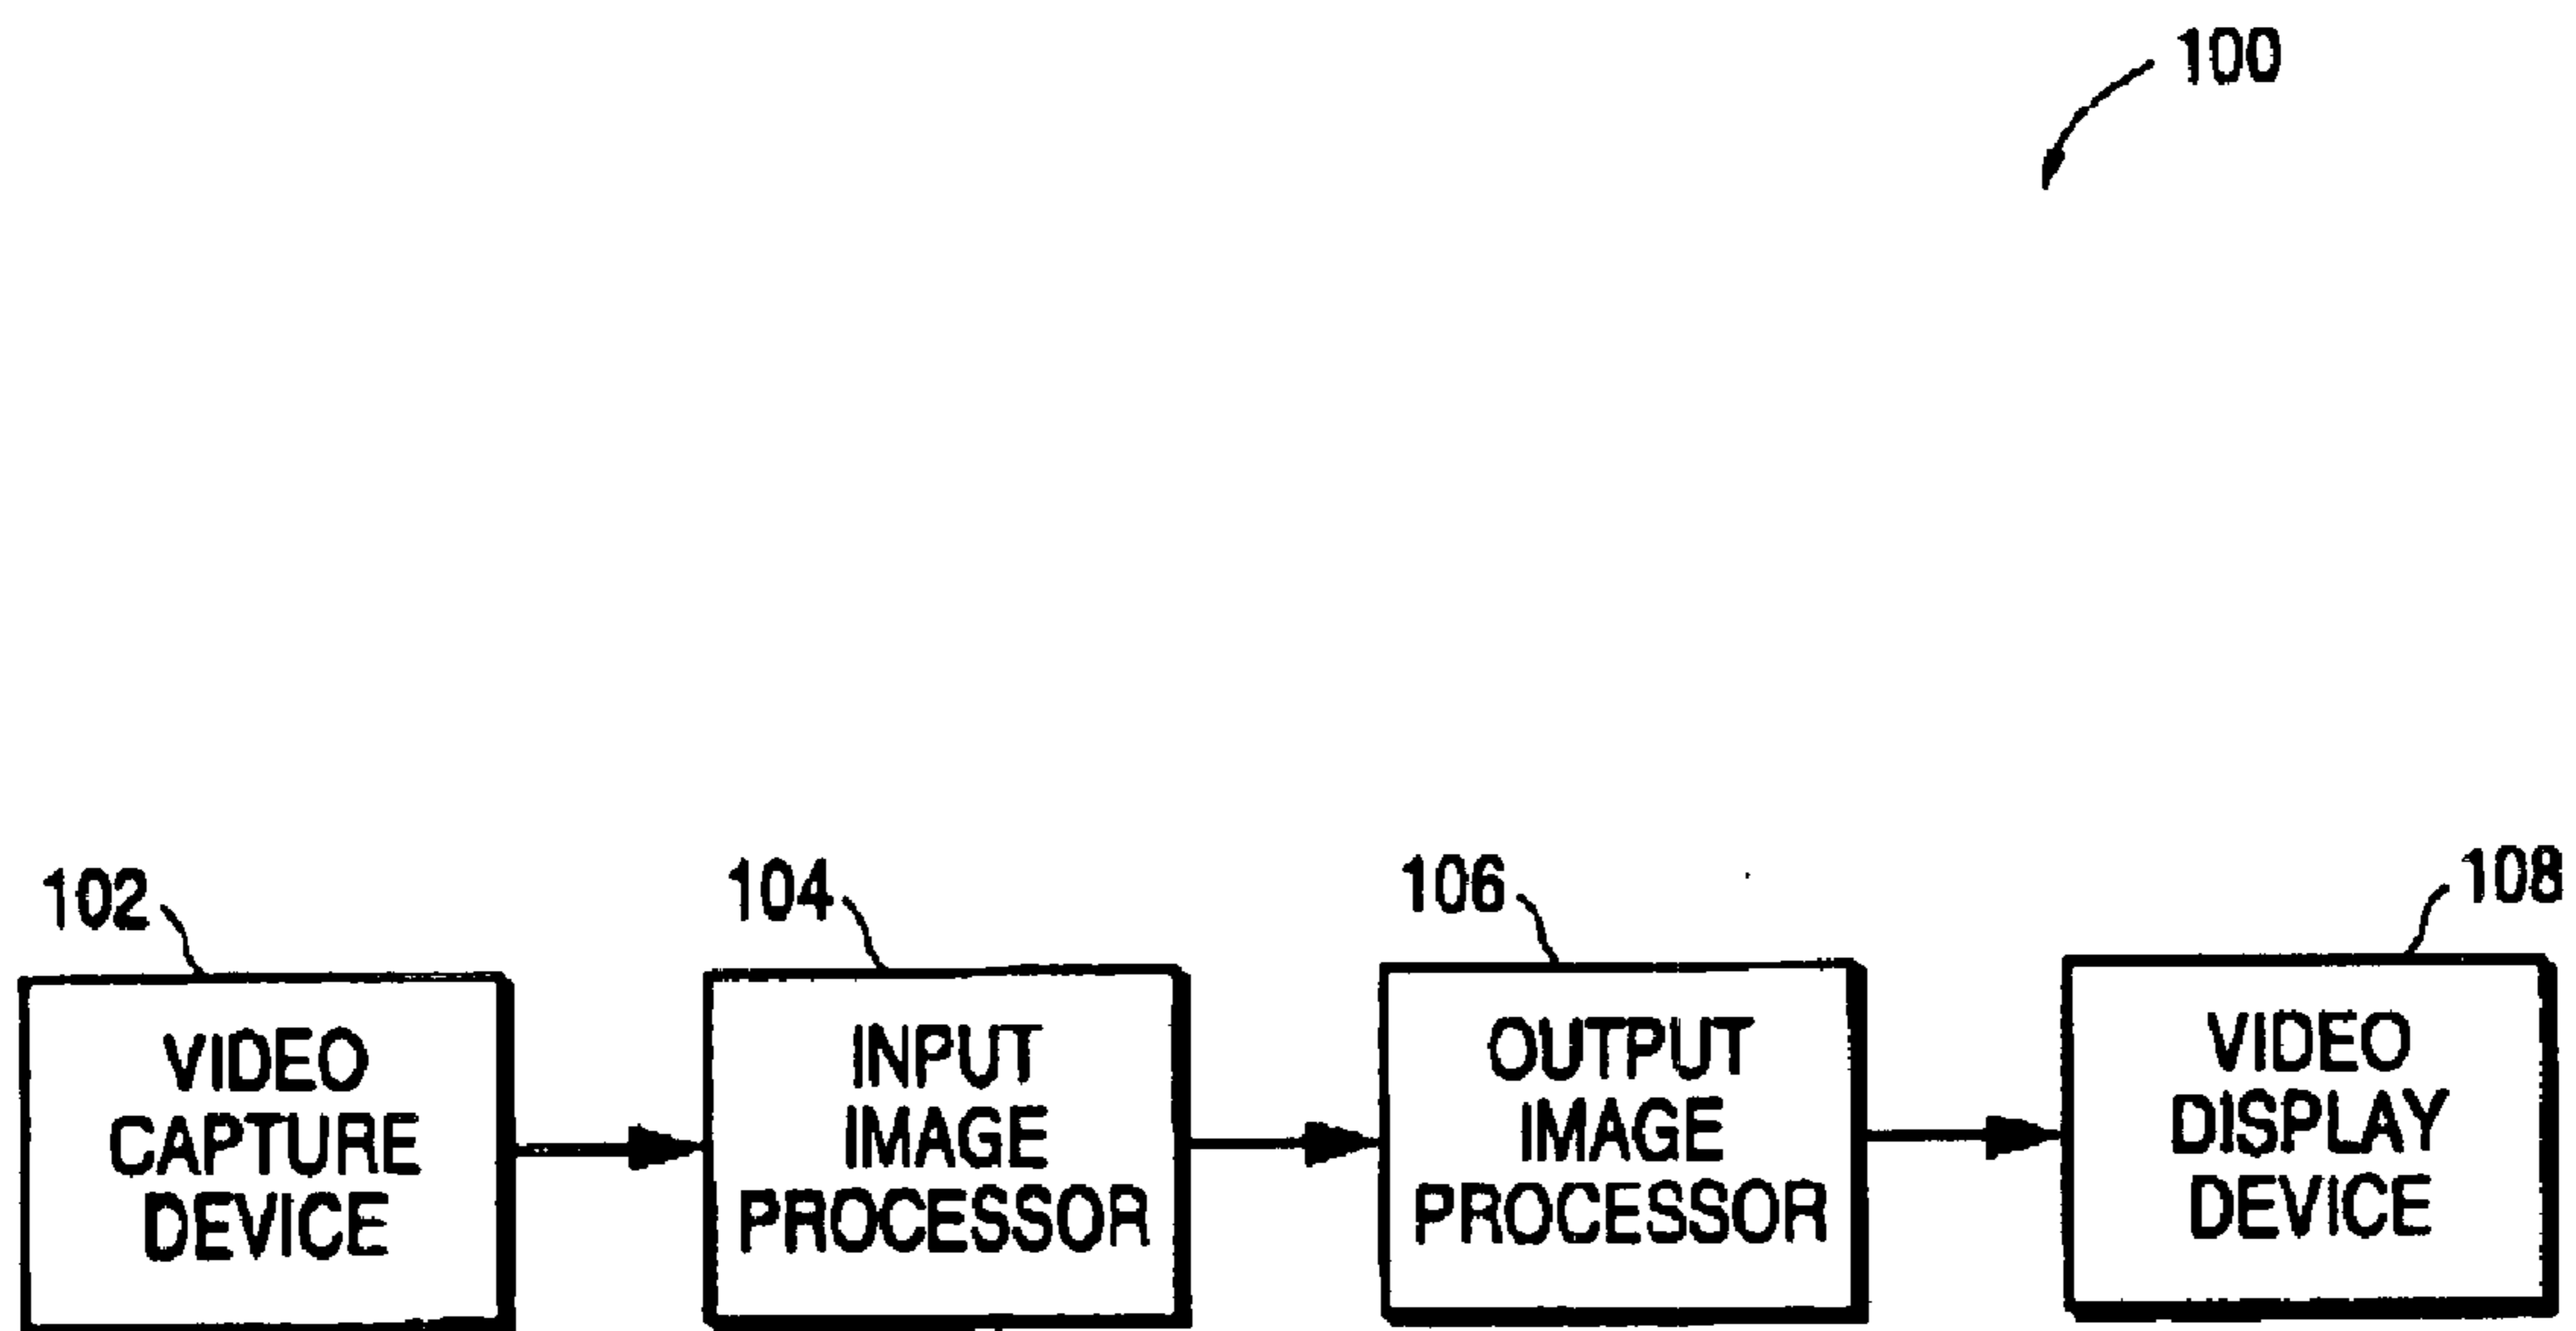 100
102
104
106
108
VIDEO
CAPTURE
DEVICE
INPUT
IMAGE
PROCESSOR
OUTPUT
IMAGE
PROCESSOR
VIDEO
DISPLAY
DEVICE